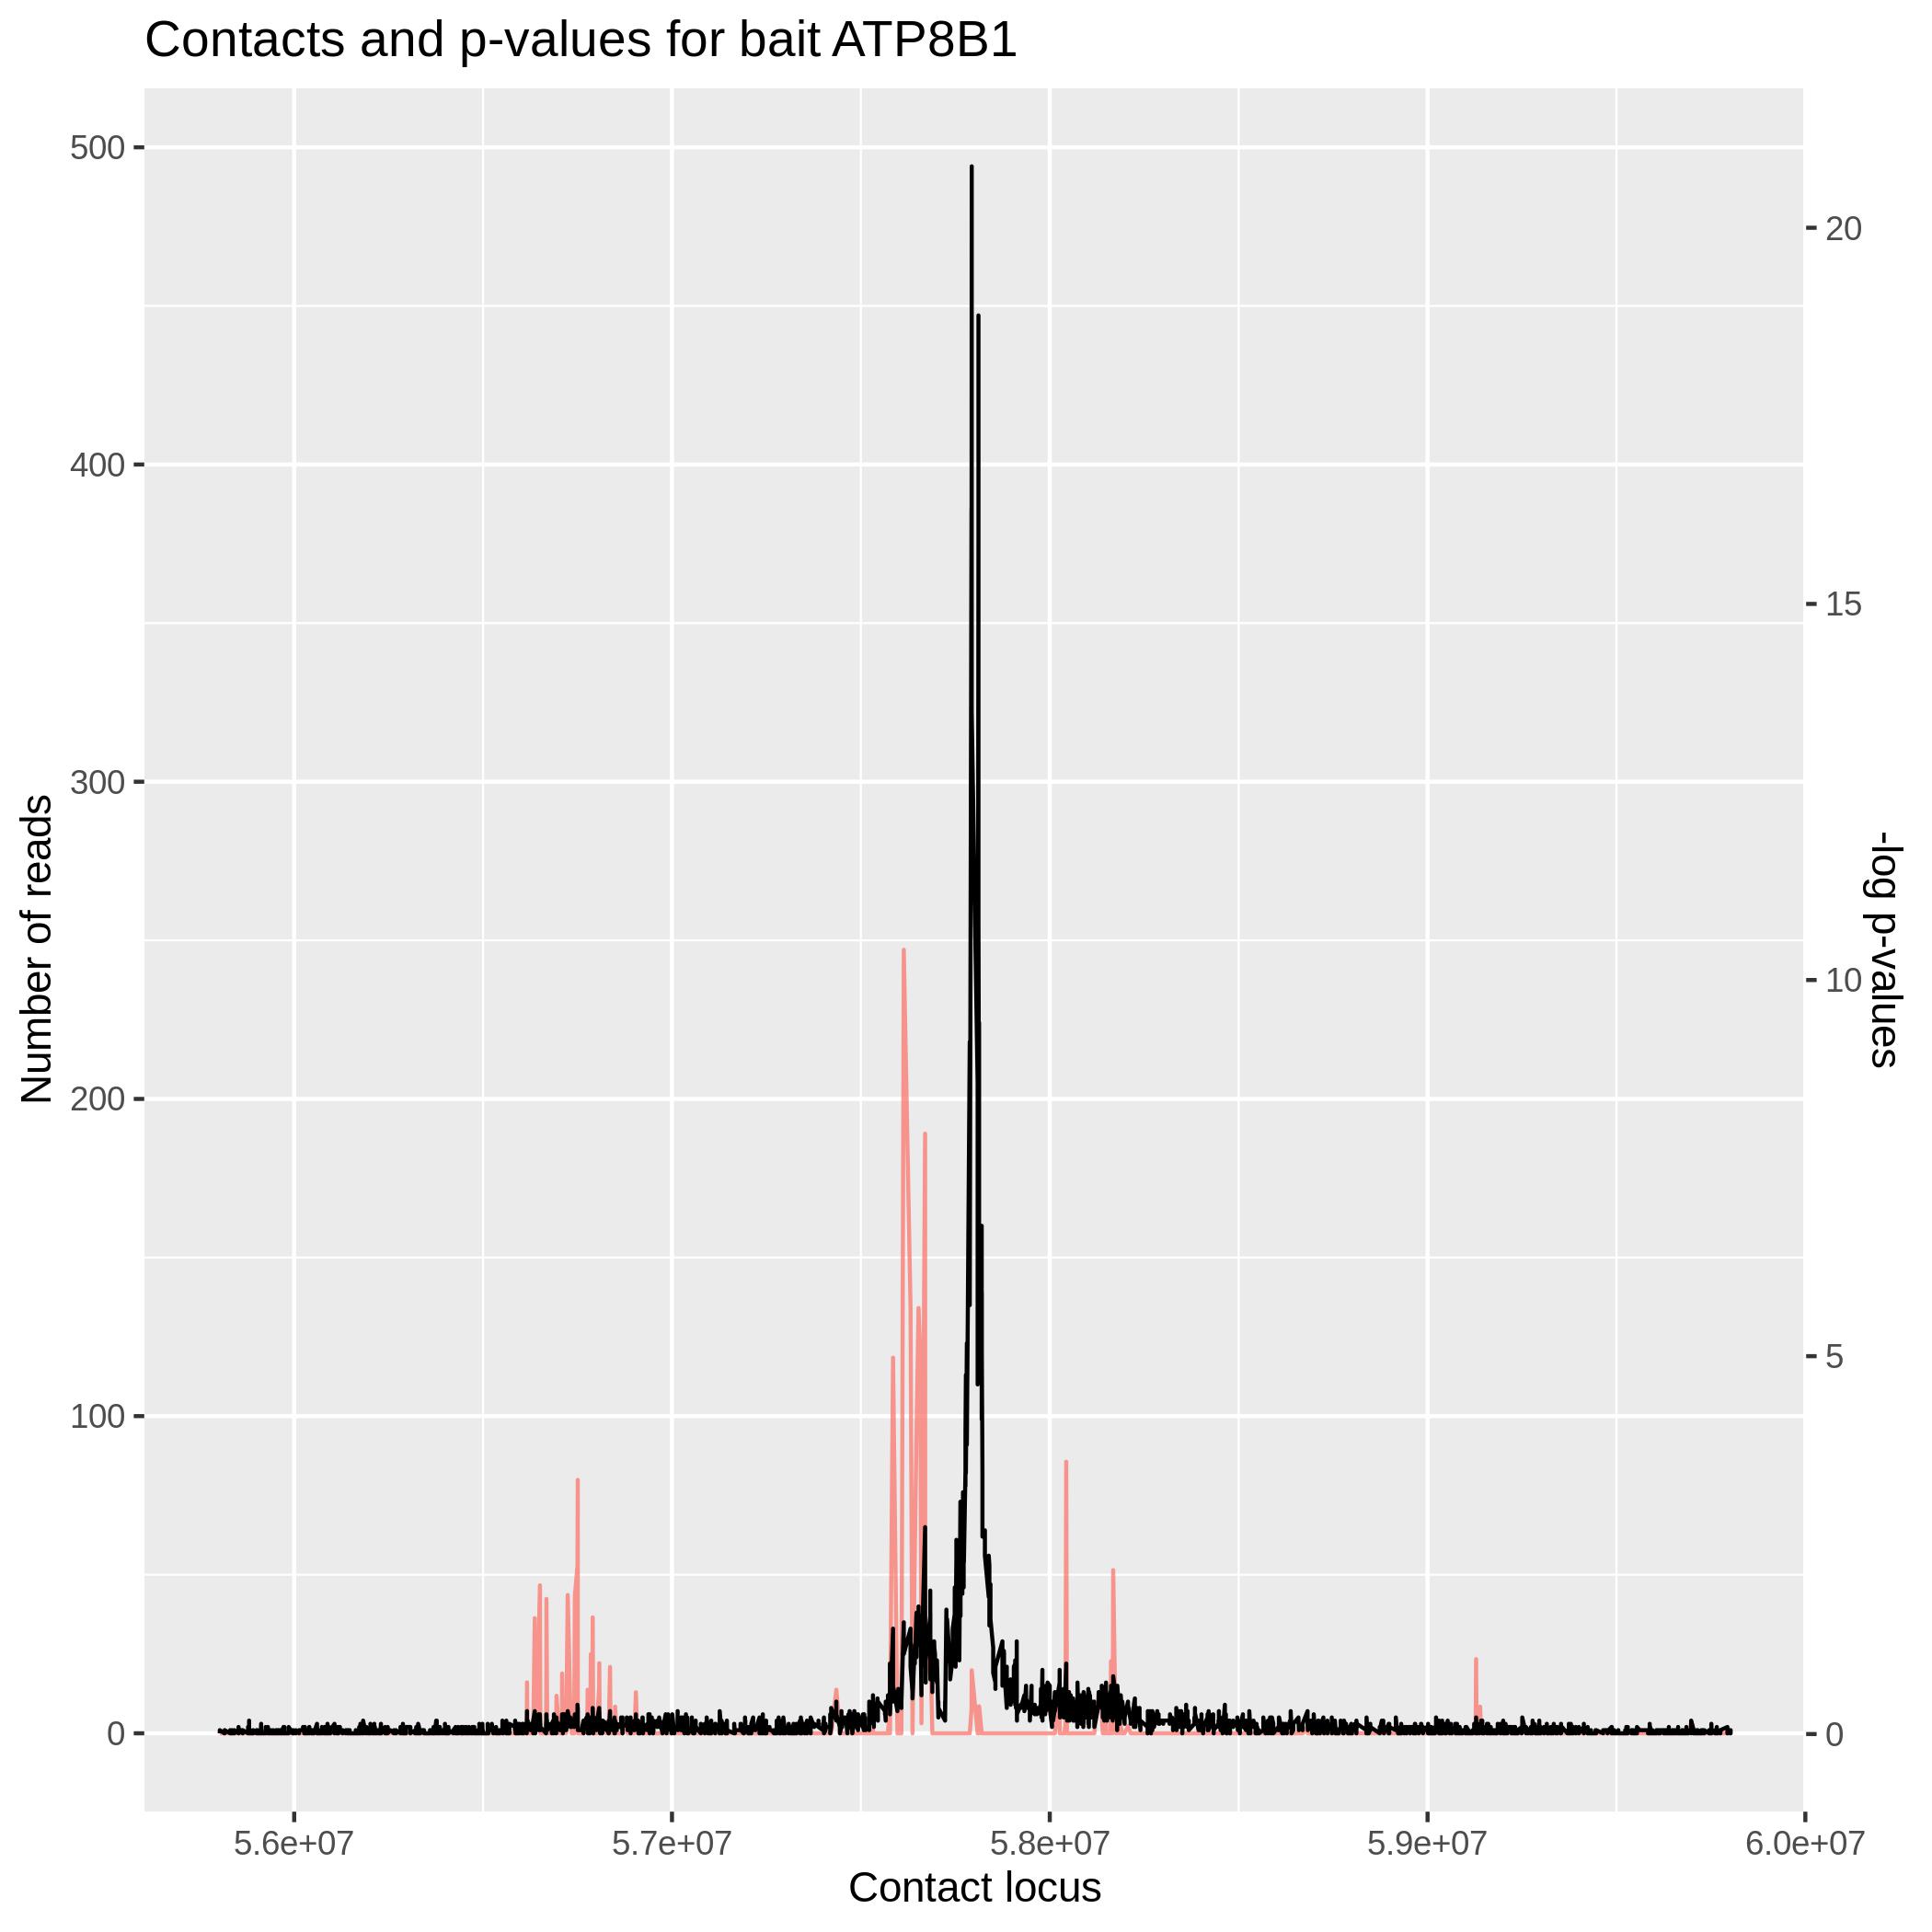 Contacts and p-values for bait ATP8B1
500
400
300
200
100
0
Number of reads
20
15
10
5
0
-log p-values
5.6e+07
5.7e+07
5.8e+07
5.9e+07
6.0e+07
Contact locus